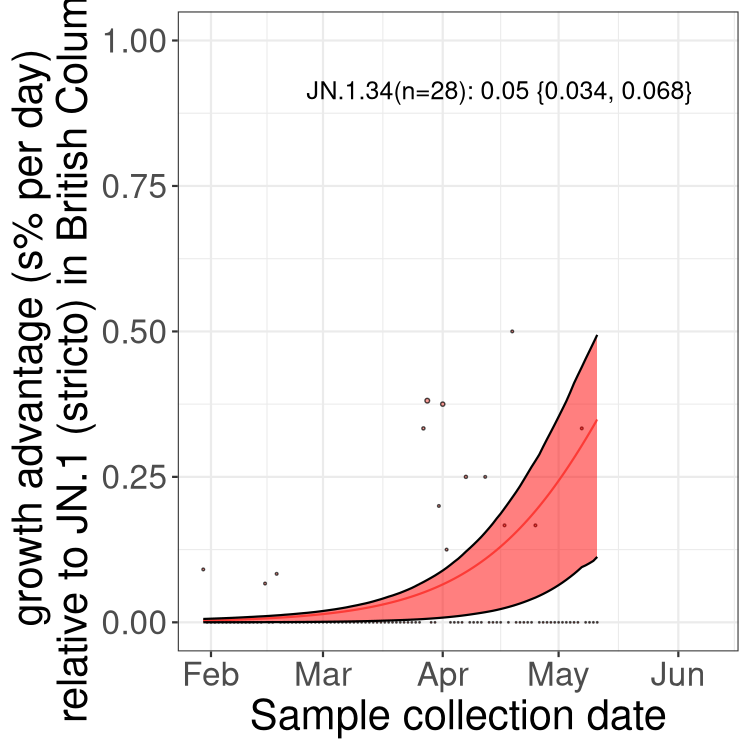 growth advantage (s% per day)
relative to JN.1 (stricto) in British Colum
1.00
0.75
0.50
0.25
0.00
JN.1.34(n=28): 0.05 {0.034, 0.068}
Feb Mar Apr May Jun
Sample collection date